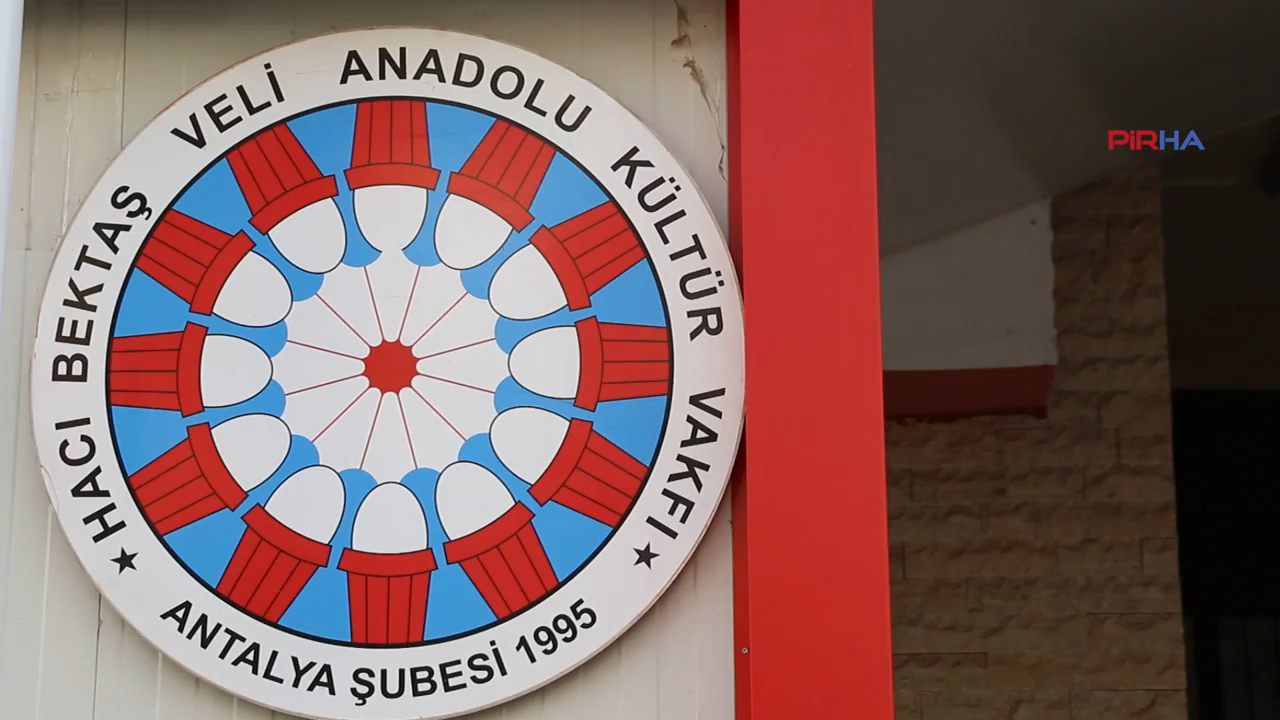 HACI BEKTAŞ VELİ ANADOLU KÜLTÜR VAKFI
ANTALYA ŞUBESİ 1995
PİRHA